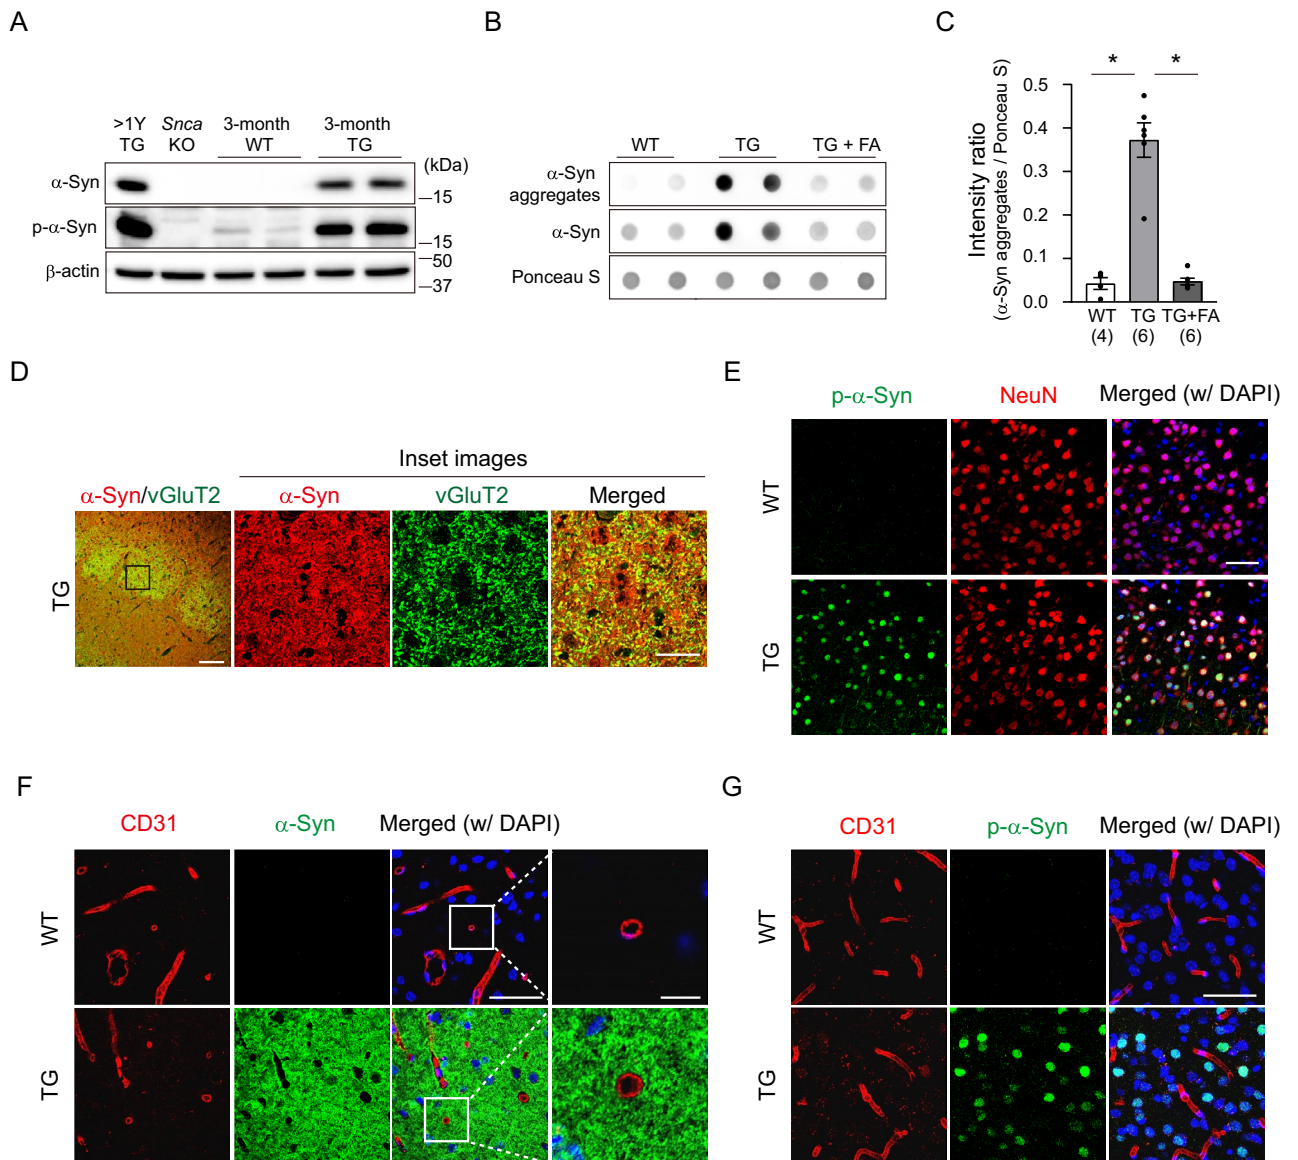 A
>1Y
TG
Snca
KO
3-month
WT
3-month
TG
(kDa)
α-Syn
15
p-α-Syn
15
50
β-actin
37
B
WT
TG
TG + FA
α-Syn
aggregates
α-Syn
Ponceau S
C
Intensity ratio
(α-Syn aggregates / Ponceau S)
*
*
0.5
0.4
0.3
0.2
0.1
0.0
WT
TG
TG+FA
(4)
(6)
(6)
D
Inset images
α-Syn/vGluT2
α-Syn
vGluT2
Merged
TG
E
p-α-Syn
NeuN
Merged (w/ DAPI)
WT
TG
F
CD31
α-Syn
Merged (w/ DAPI)
WT
TG
G
CD31
p-α-Syn
Merged (w/ DAPI)
WT
TG